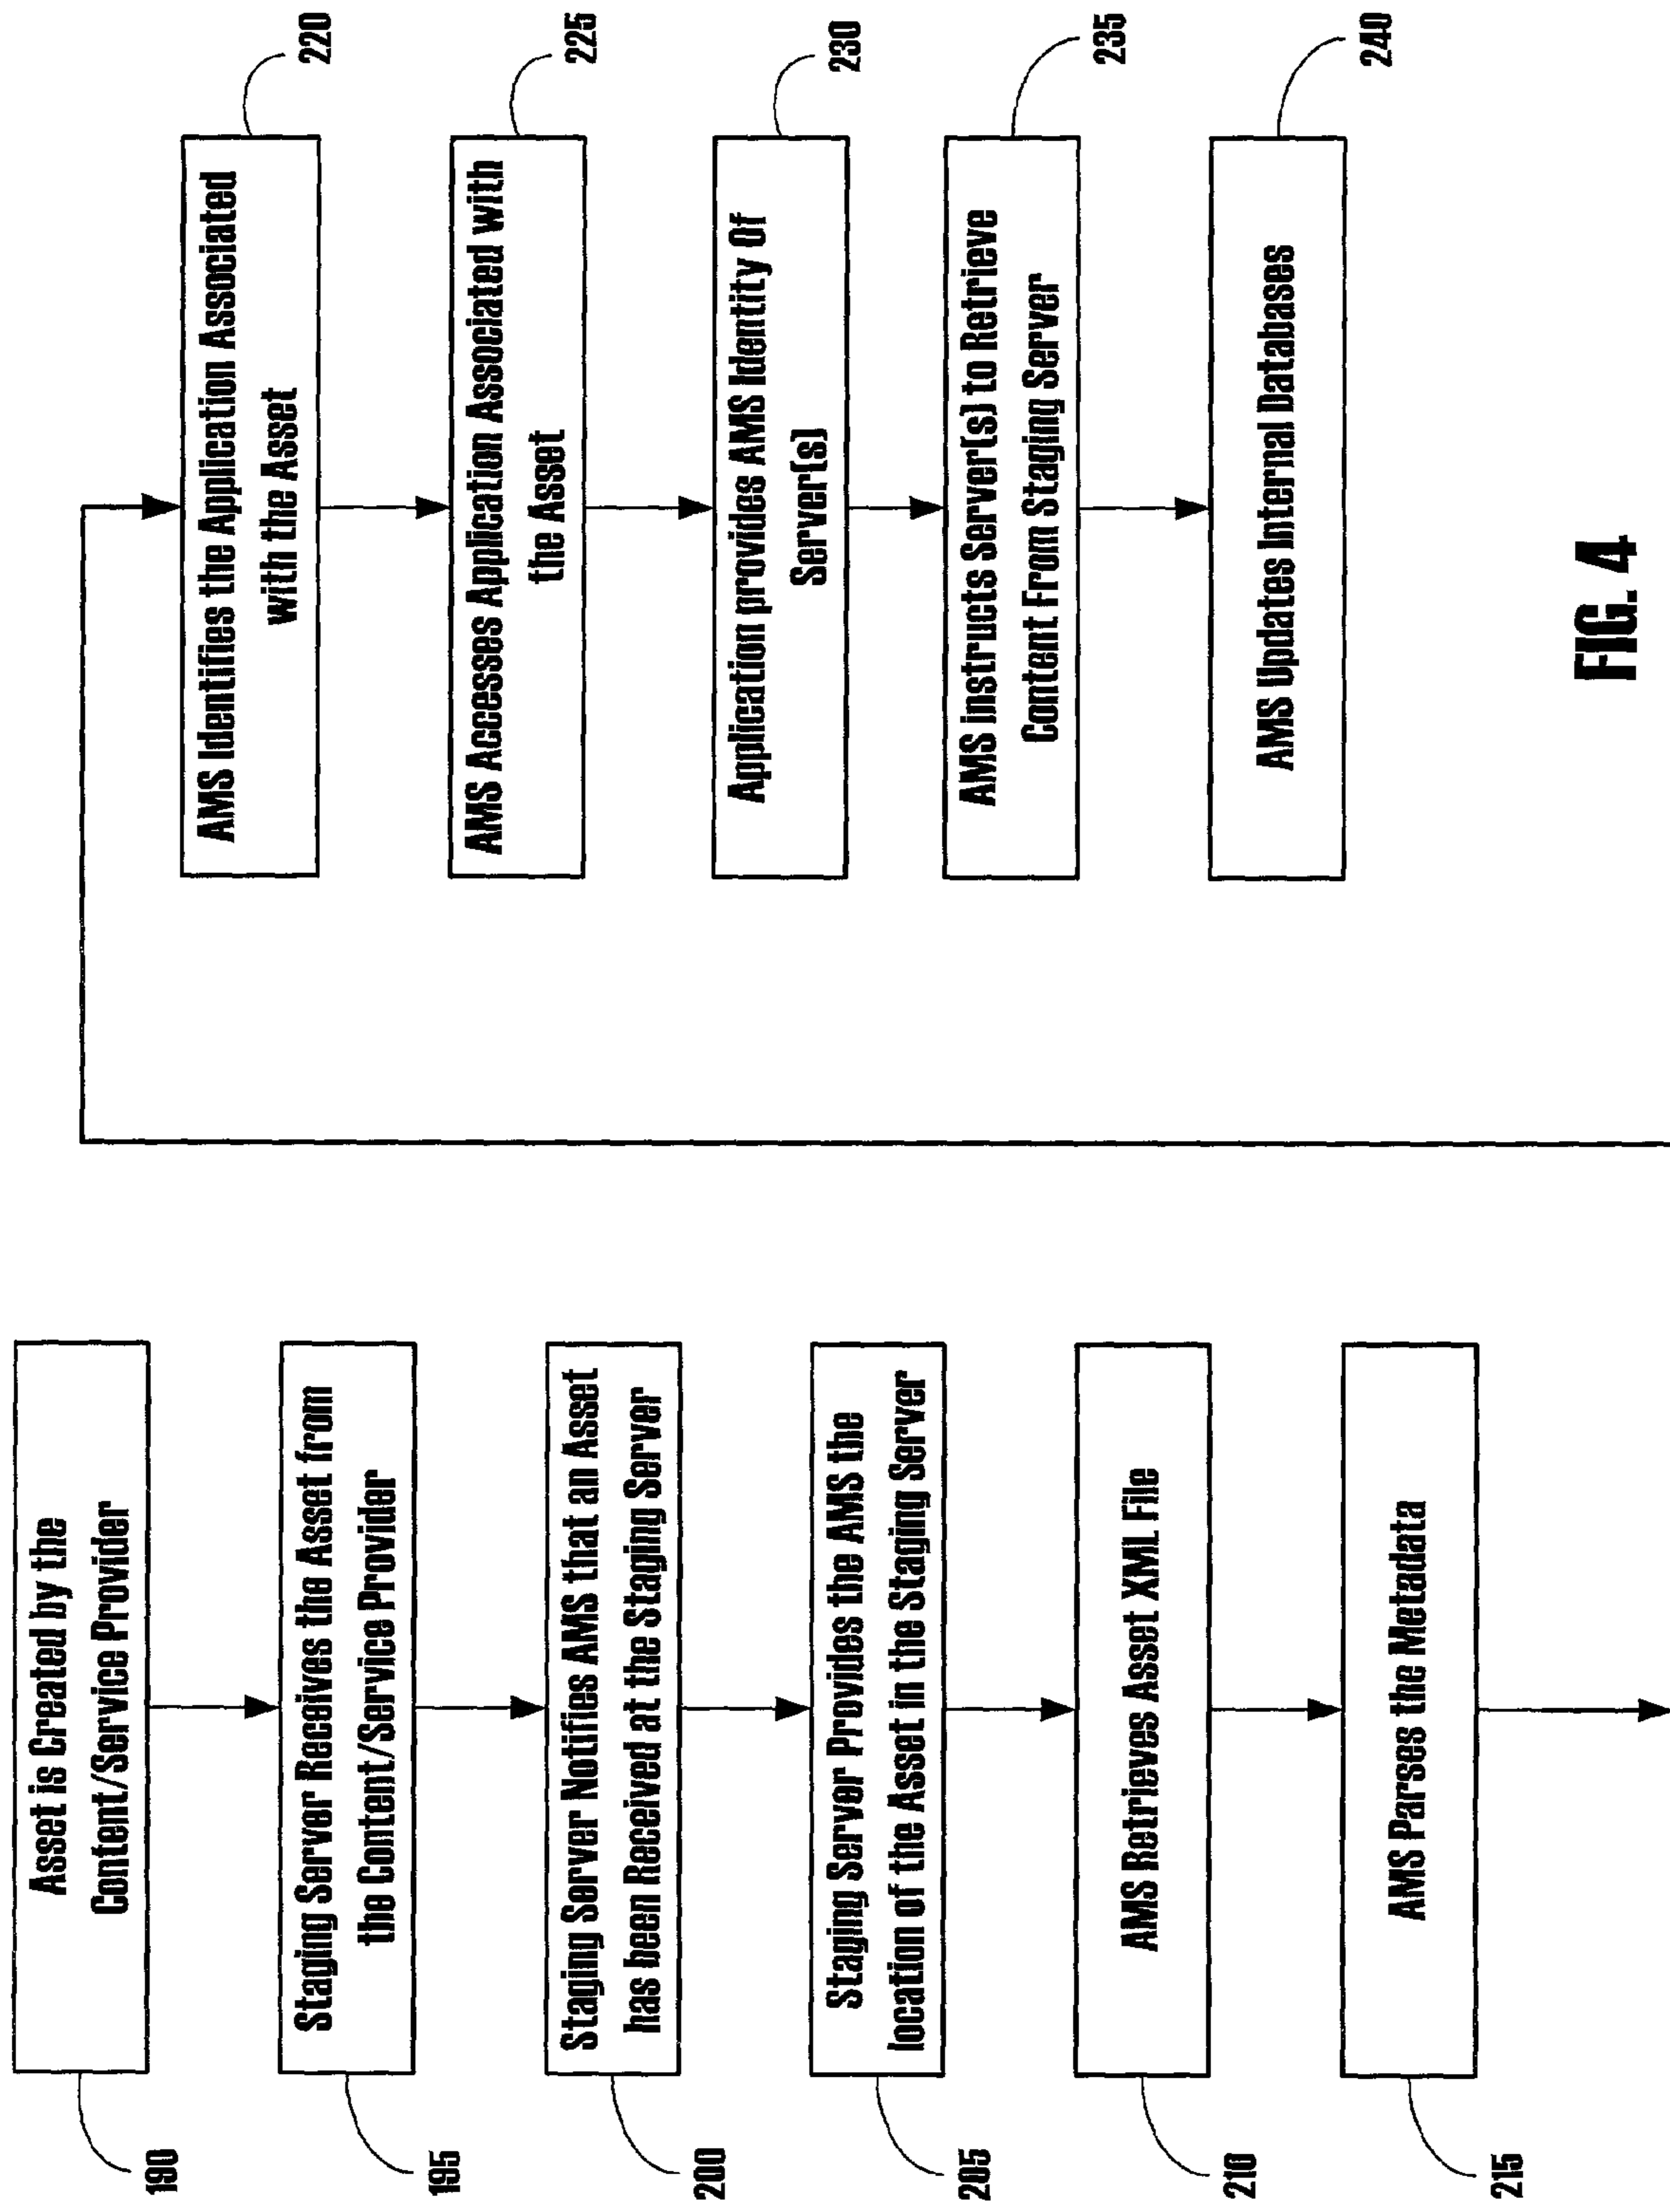 190
Asset is Created by the
Content/Service Provider
195
Staging Server Receives the Asset from
the Content/Service Provider
200
Staging Server Notifies AMS that an Asset
has been Received at the Staging Server
205
Staging Server Provides the AMS the
location of the Asset in the Staging Server
210
AMS Retrieves Asset XML File
215
AMS Parses the Metadata
220
AMS Identifies the Application Associated
with the Asset
225
AMS Accesses Application Associated with
the Asset
230
Application provides AMS Identity Of
Server(s)
235
AMS instructs Server(s) to Retrieve
Content From Staging Server
240
AMS Updates Internal Databases
FIG. 4